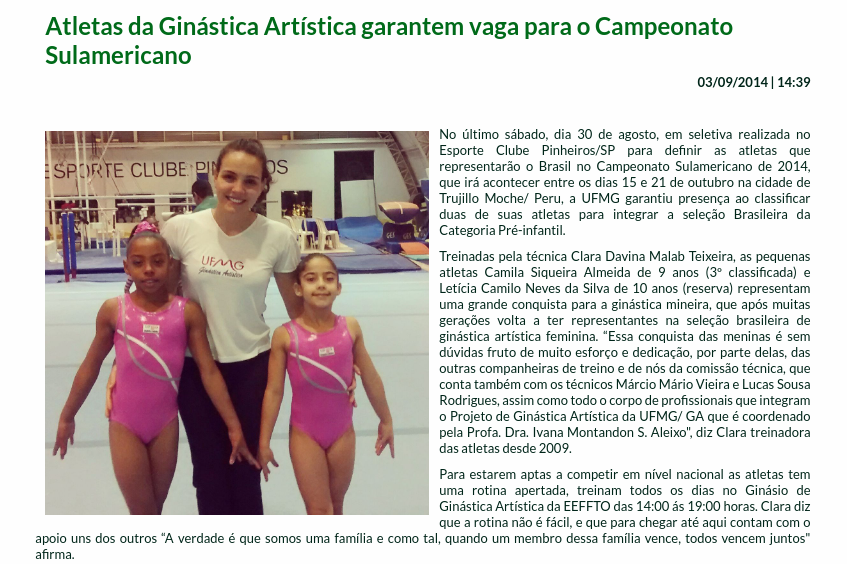 Atletas da Ginástica Artística garantem vaga para o Campeonato
Sulamericano
03/09/2014 | 14:39
ESPORTE CLUBE PINHEIROS
UFMG
Ginástica Artística
No último sábado, dia 30 de agosto, em seletiva realizada no
Esporte Clube Pinheiros/SP para definir as atletas que
representarão o Brasil no Campeonato Sulamericano de 2014,
que irá acontecer entre os dias 15 e 21 de outubro na cidade de
Trujillo Moche/ Peru, a UFMG garantiu presença ao classificar
duas de suas atletas para integrar a seleção Brasileira da
Categoria Pré-infantil.
Treinadas pela técnica Clara Davina Malab Teixeira, as pequenas
atletas Camila Siqueira Almeida de 9 anos (3º classificada) e
Letícia Camilo Neves da Silva de 10 anos (reserva) representam
uma grande conquista para a ginástica mineira, que após muitas
gerações volta a ter representantes na seleção brasileira de
ginástica artística feminina. “Essa conquista das meninas é sem
dúvidas fruto de muito esforço e dedicação, por parte delas, das
outras companheiras de treino e de nós da comissão técnica, que
conta também com os técnicos Márcio Mário Vieira e Lucas Sousa
Rodrigues, assim como todo o corpo de profissionais que integram
o Projeto de Ginástica Artística da UFMG/ GA que é coordenado
pela Profa. Dra. Ivana Montandon S. Aleixo”, diz Clara treinadora
das atletas desde 2009.
Para estarem aptas a competir em nível nacional as atletas tem
uma rotina apertada, treinam todos os dias no Ginásio de
Ginástica Artística da EEFFTO das 14:00 ás 19:00 horas. Clara diz
que a rotina não é fácil, e que para chegar até aqui contam com o
apoio uns dos outros “A verdade é que somos uma família e como tal, quando um membro dessa família vence, todos vencem juntos”
afirma.